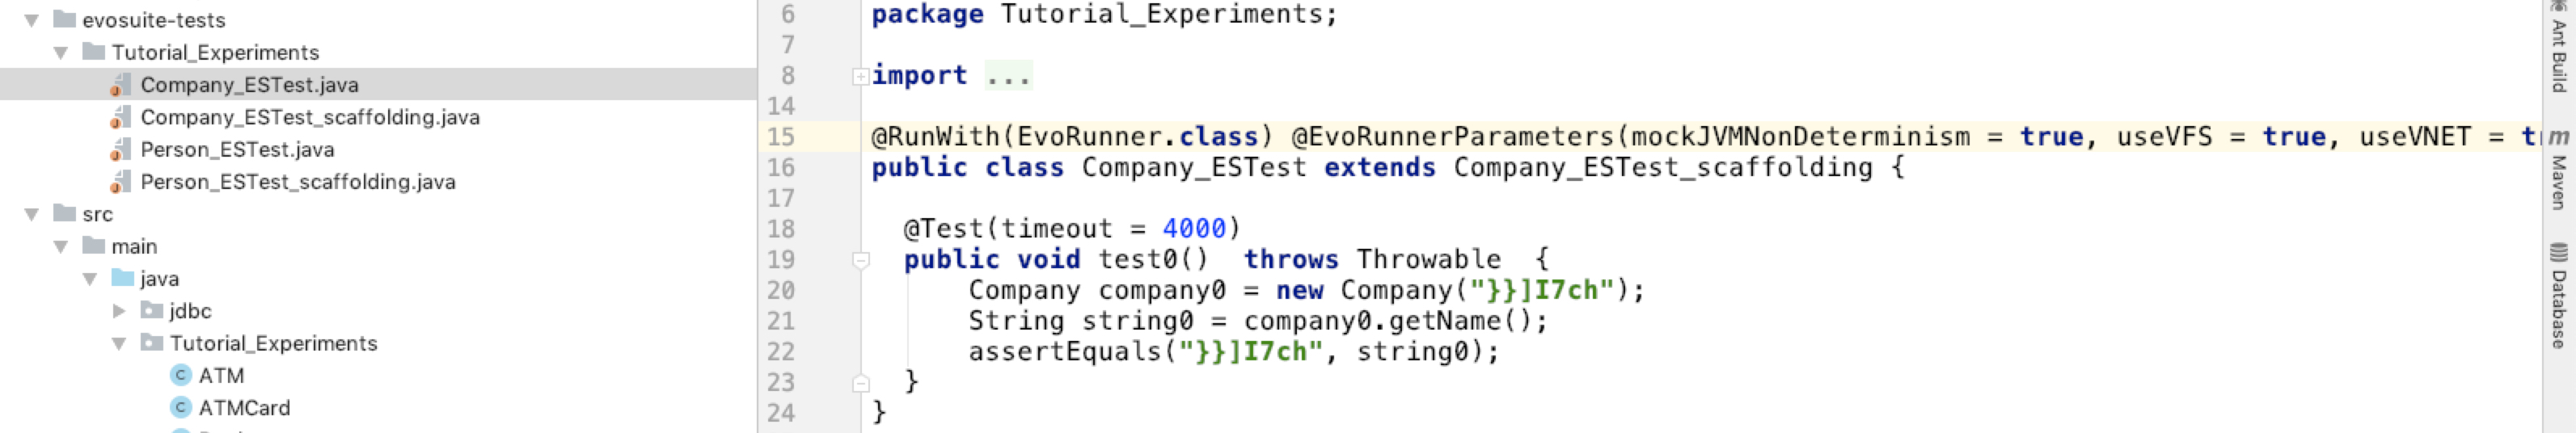 evosuite-tests
Tutorial_Experiments
Company_ESTest.java
Company_ESTest_scaffolding.java
Person_ESTest.java
Person_ESTest_scaffolding.java
src
main
java
jdbc
Tutorial_Experiments
ATM
ATMCard
6 package Tutorial_Experiments;
7
8 import ...
14
15 @RunWith(EvoRunner.class) @EvoRunnerParameters(mockJVMNonDeterminism = true, useVFS = true, useVNET = t
16 public class Company_ESTest extends Company_ESTest_scaffolding {
17
18 @Test(timeout = 4000)
19 public void test0() throws Throwable {
20 Company company0 = new Company("}}]I7ch");
21 String string0 = company0.getName();
22 assertEquals("}}]I7ch", string0);
23 }
24 }
Ant Build
m Maven
Database